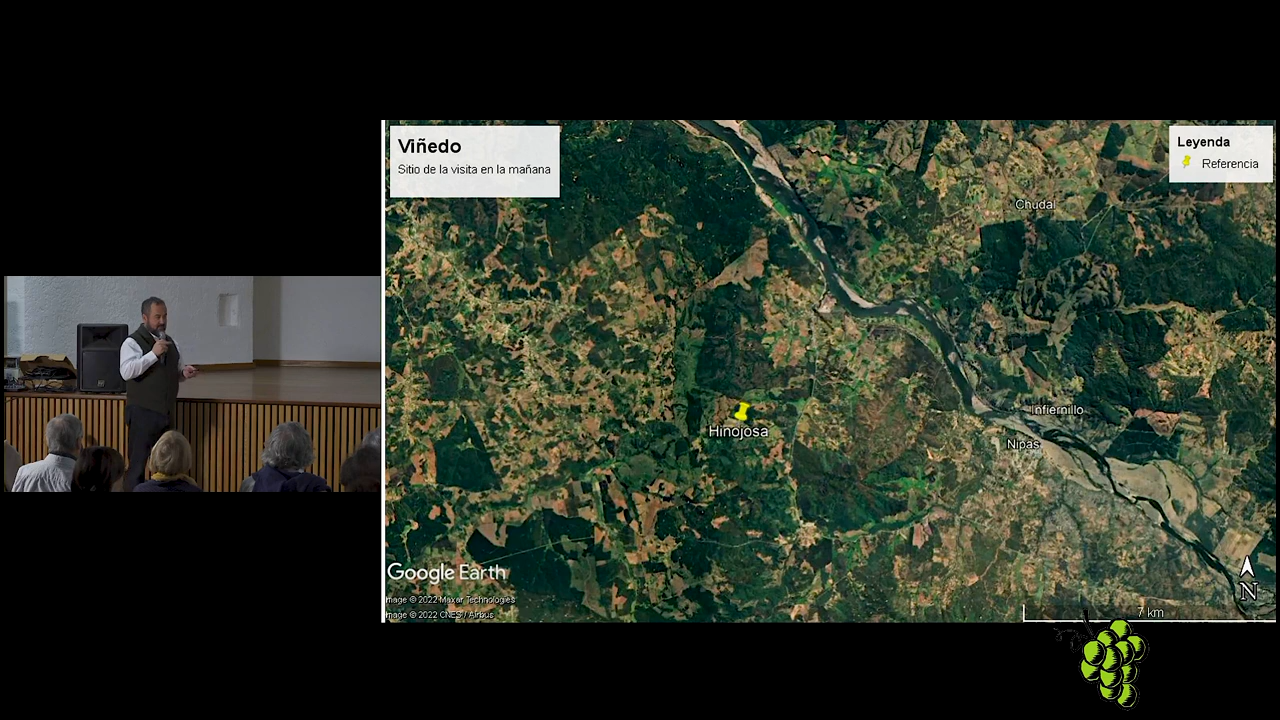 Viñedo
Sitio de la visita en la mañana
Leyenda
Referencia
Chudal
Hinojosa
Infiernillo
Nipas
Google Earth
Image © 2022 Maxar Technologies
Image © 2022 CNES / Airbus
N
7 km